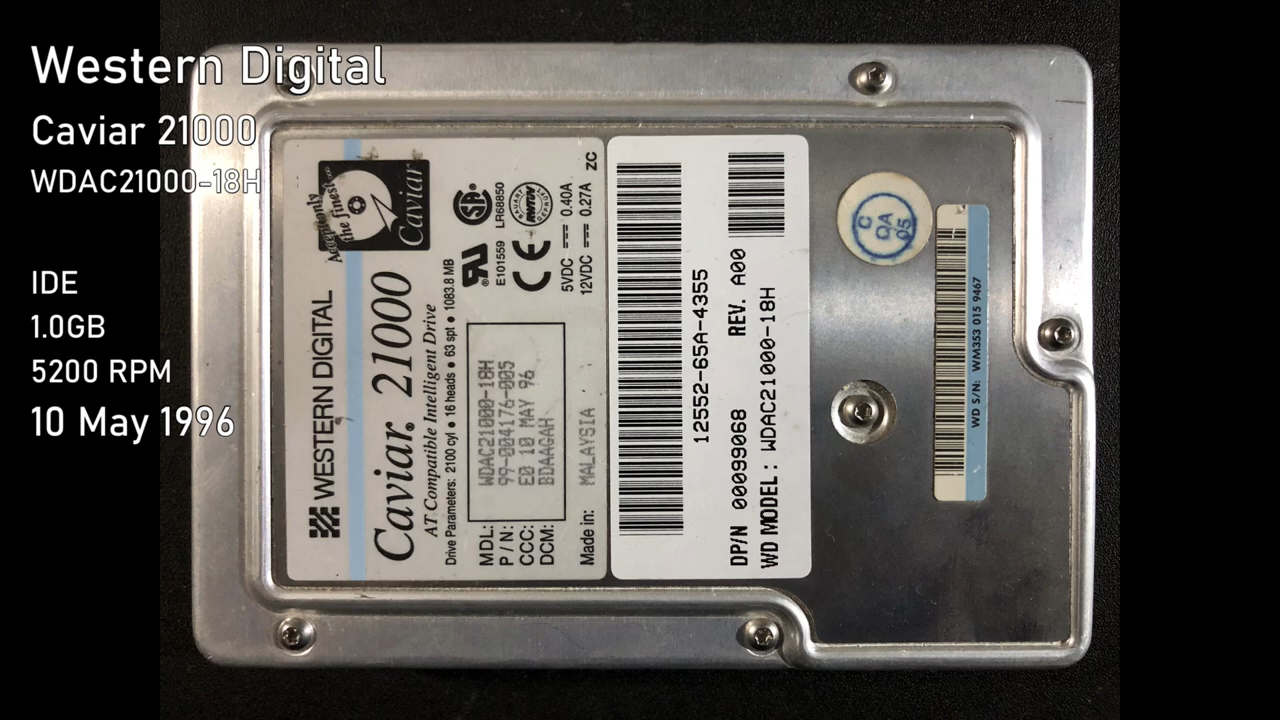 Western Digital
Caviar 21000
WDAC21000-18H
IDE
1.0GB
5200 RPM
10 May 1996
WESTERN DIGITAL
Caviar 21000
AT Compatible Intelligent Drive
Drive Parameters: 2100 cyl • 16 heads • 63 spt • 1083.8 MB
MDL: WDAC21000-18H
P/N: 99-004176-005
CCC: E0 10 MAY 96
DCM: BDAAGAH
Made in: MALAYSIA
the finest...
Caviar
E101559
LR68850
5VDC 0.40A
12VDC 0.27A
ZC
12552-65A-4355
DP/N 00099068 REV. A00
WD MODEL: WDAC21000-18H
C
QA
05
WD S/N: WM353 015 9467